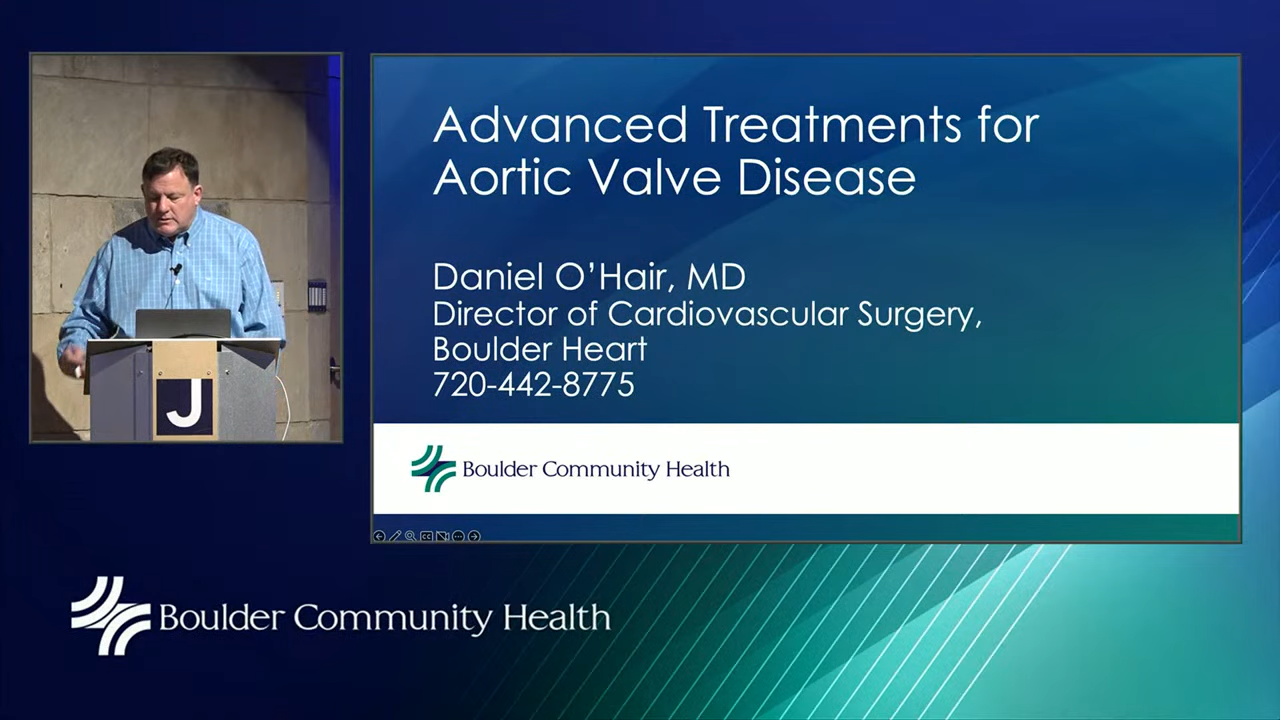 Advanced Treatments for
Aortic Valve Disease
Daniel O’Hair, MD
Director of Cardiovascular Surgery,
Boulder Heart
720-442-8775
Boulder Community Health
J
CC
Boulder Community Health